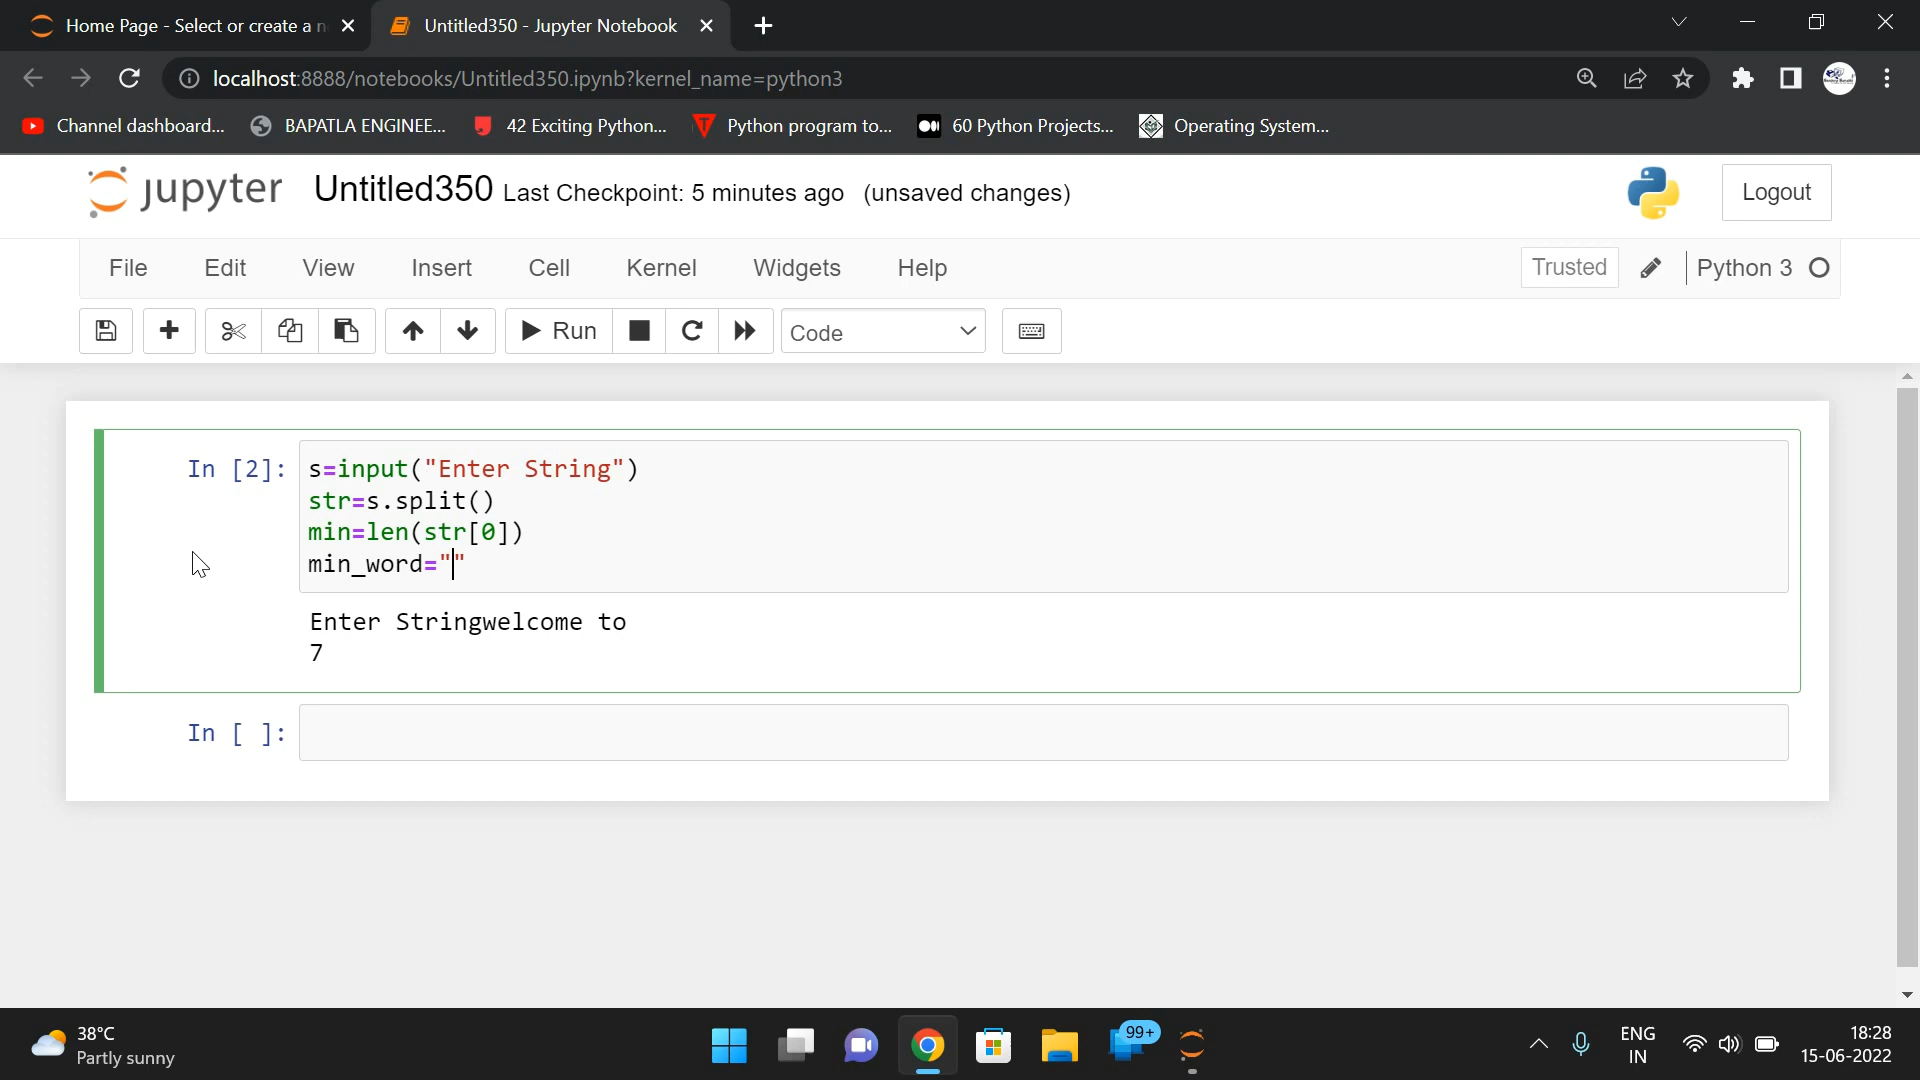 Home Page - Select or create a n
Untitled350 - Jupyter Notebook
localhost:8888/notebooks/Untitled350.ipynb?kernel_name=python3
Channel dashboard...
BAPATLA ENGINEE...
42 Exciting Python...
Python program to...
60 Python Projects...
Operating System...
jupyter Untitled350 Last Checkpoint: 5 minutes ago (unsaved changes)
Logout
File Edit View Insert Cell Kernel Widgets Help
Trusted
Python 3
Run
Code
In [2]: s=input("Enter String")
str=s.split()
min=len(str[0])
min_word=""
Enter Stringwelcome to
7
In [ ]:
38°C
Partly sunny
99+
ENG
IN
18:28
15-06-2022